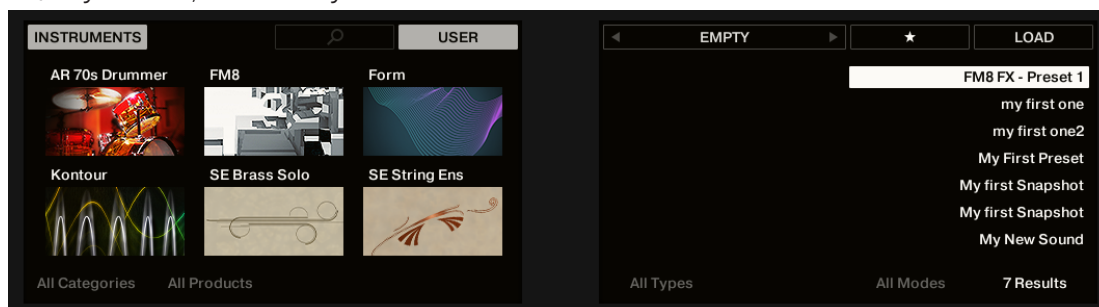 INSTRUMENTS
USER
AR 70s Drummer
FM8
Form
Kontour
SE Brass Solo
SE String Ens
All Categories
All Products
EMPTY
LOAD
FM8 FX - Preset 1
my first one
my first one2
My First Preset
My first Snapshot
My first Snapshot
My New Sound
All Types
All Modes
7 Results